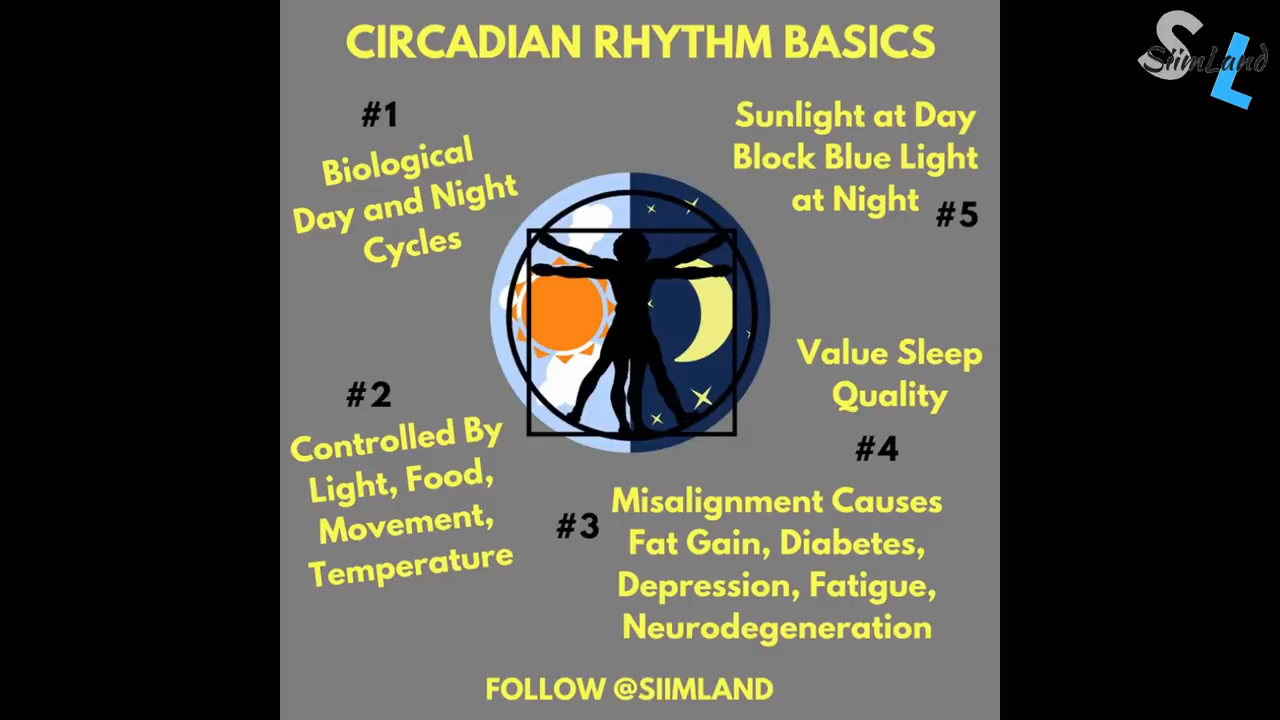 CIRCADIAN RHYTHM BASICS
#1
Biological
Day and Night
Cycles
#2
Controlled By
Light, Food,
Movement,
Temperature
#3
Misalignment Causes
Fat Gain, Diabetes,
Depression, Fatigue,
Neurodegeneration
Value Sleep
Quality
#4
Sunlight at Day
Block Blue Light
at Night
#5
FOLLOW @SIIMLAND
S L
SiimLand